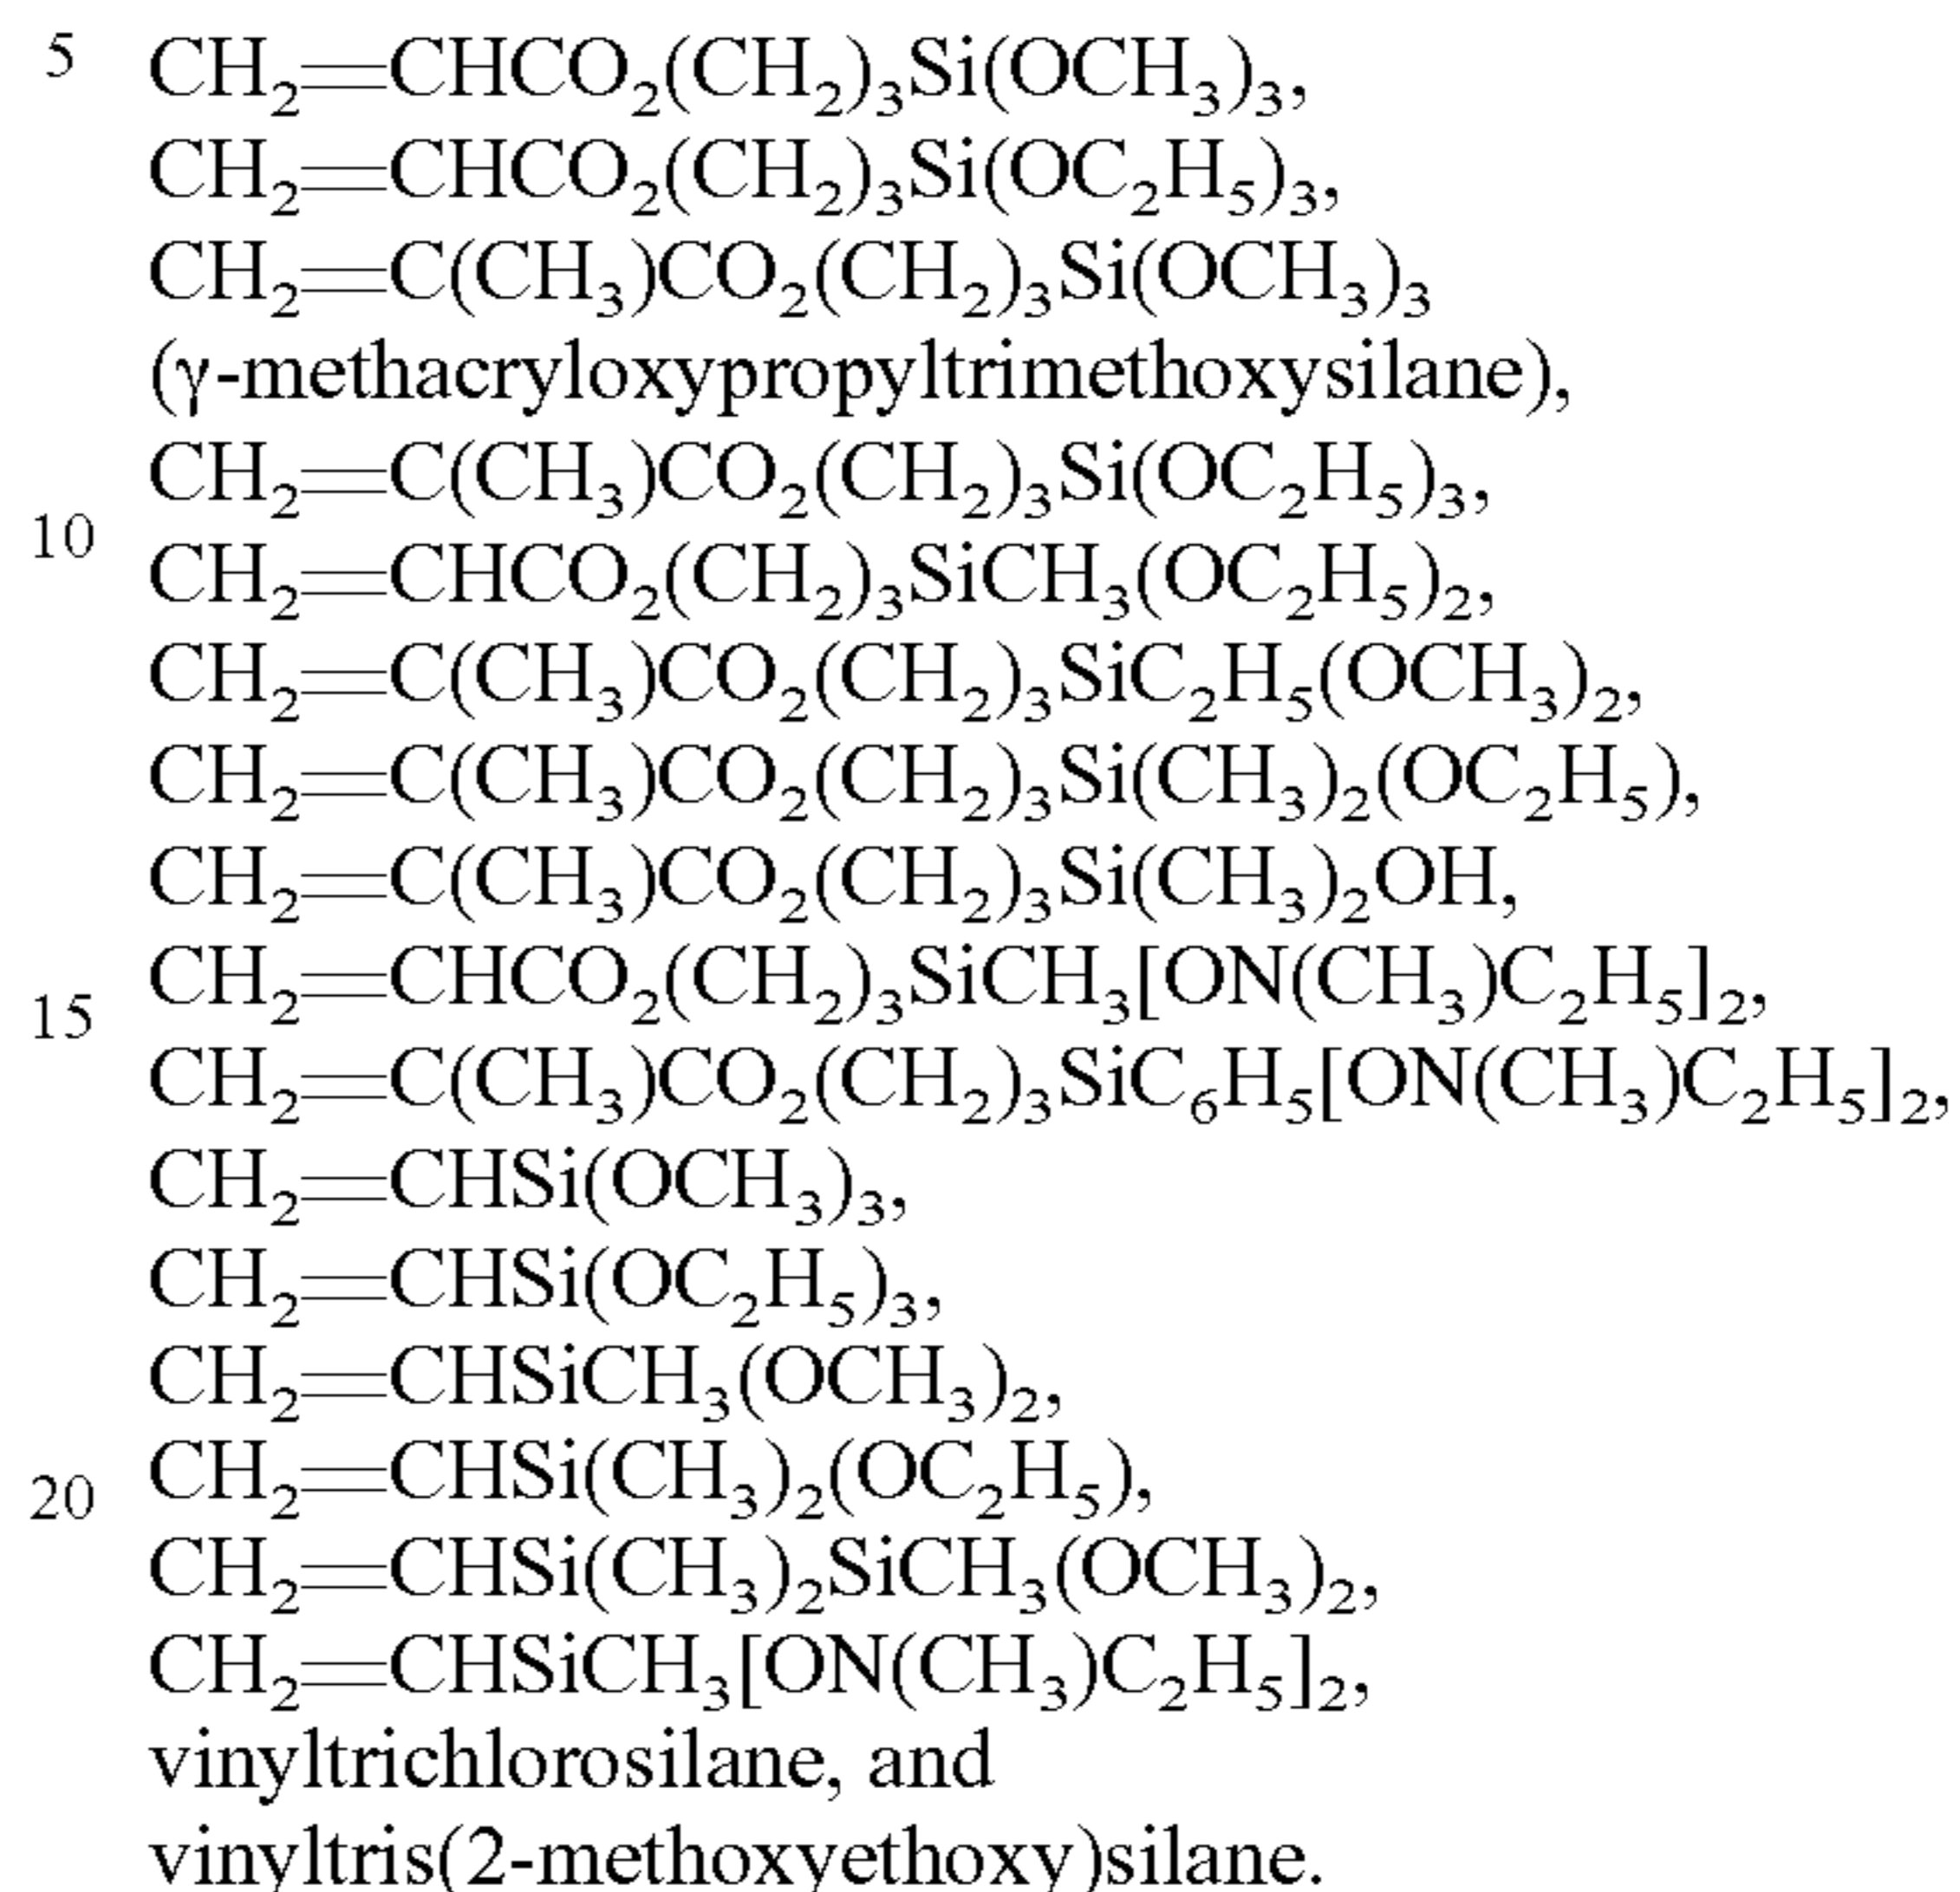 5 CH₂=CHCO₂(CH₂)₃Si(OCH₃)₃,
CH₂=CHCO₂(CH₂)₃Si(OC₂H₅)₃,
CH₂=C(CH₃)CO₂(CH₂)₃Si(OCH₃)₃
(γ-methacryloxypropyltrimethoxysilane),
CH₂=C(CH₃)CO₂(CH₂)₃Si(OC₂H₅)₃,
10
CH₂=CHCO₂(CH₂)₃SiCH₃(OC₂H₅)₂,
CH₂=C(CH₃)CO₂(CH₂)₃SiC₂H₅(OCH₃)₂,
CH₂=C(CH₃)CO₂(CH₂)₃Si(CH₃)₂(OC₂H₅),
CH₂=C(CH₃)CO₂(CH₂)₃Si(CH₃)₂OH,
CH₂=CHCO₂(CH₂)₃SiCH₃[ON(CH₃)C₂H₅]₂,
15
CH₂=C(CH₃)CO₂(CH₂)₃SiC₆H₅[ON(CH₃)C₂H₅]₂,
CH₂=CHSi(OCH₃)₃,
CH₂=CHSi(OC₂H₅)₃,
CH₂=CHSiCH₃(OCH₃)₂,
20 CH₂=CHSi(CH₃)₂(OC₂H₅),
CH₂=CHSi(CH₃)₂SiCH₃(OCH₃)₂,
CH₂=CHSiCH₃[ON(CH₃)C₂H₅]₂,
vinyltrichlorosilane, and
vinyltris(2-methoxyethoxy)silane.